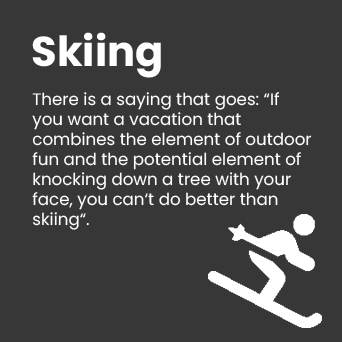 Skiing
There is a saying that goes: “If
you want a vacation that
combines the element of outdoor
fun and the potential element of
knocking down a tree with your
face, you can‘t do better than
skiing“.